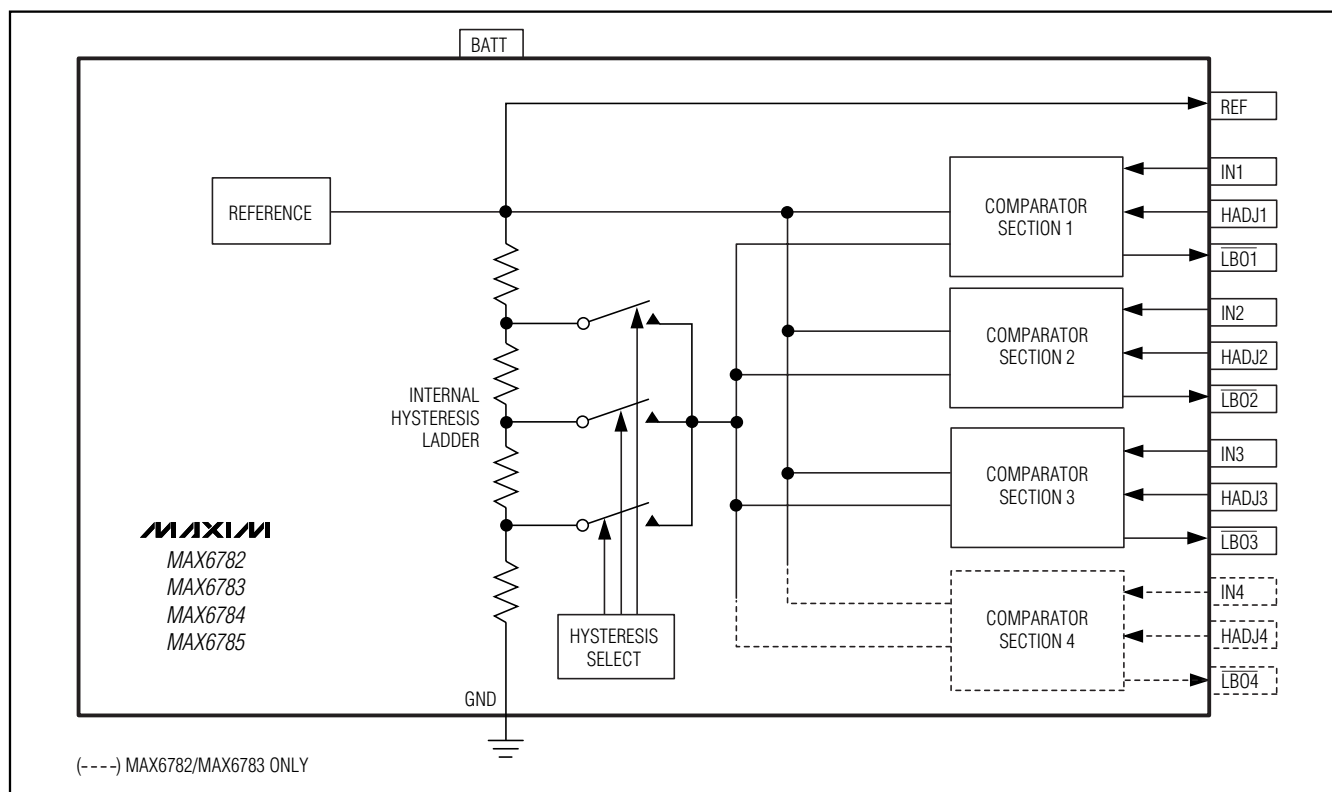 BATT
REF
IN1
HADJ1
LBO1
REFERENCE
COMPARATOR
SECTION 1
IN2
HADJ2
LBO2
COMPARATOR
SECTION 2
INTERNAL
HYSTERESIS
LADDER
IN3
HADJ3
LBO3
COMPARATOR
SECTION 3
MAXIM
MAX6782
MAX6783
MAX6784
MAX6785
HYSTERESIS
SELECT
IN4
HADJ4
LBO4
COMPARATOR
SECTION 4
GND
(----) MAX6782/MAX6783 ONLY